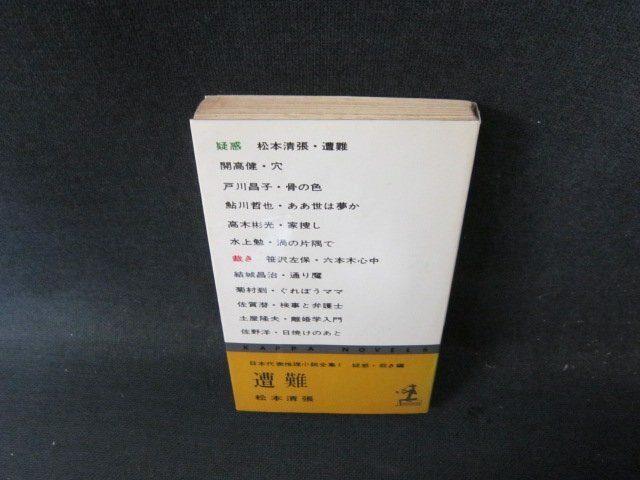 疑惑 松本清張・遭難
開高健・穴
戸川昌子・骨の色
鮎川哲也・ああ世は夢か
高木彬光・家捜し
水上勉・渦の片隅で
裁き 笹沢左保・六本木心中
結城昌治・通り魔
菊村到・ぐれぼうママ
佐賀潜・検事と弁護士
土屋隆夫・離婚学入門
佐野洋・日焼けのあと
KAPPA NOVELS
日本代表推理小説全集1 疑惑・裁き編
遭難
松本清張